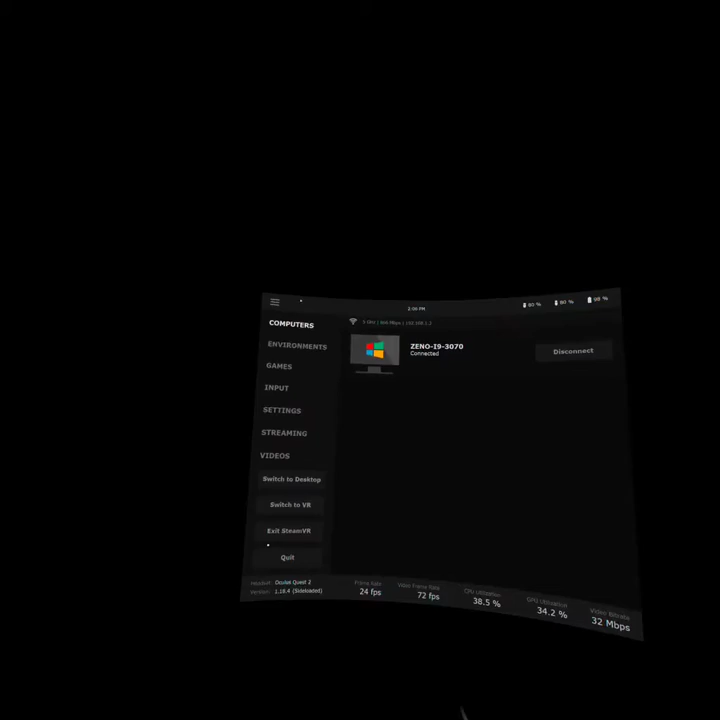 2:06 PM
80 %
80 %
98 %
COMPUTERS
ENVIRONMENTS
GAMES
INPUT
SETTINGS
STREAMING
VIDEOS
Switch to Desktop
Switch to VR
Exit SteamVR
Quit
ZENO-I9-3070
Connected
Disconnect
Headset: Oculus Quest 2
Version: 1.18.4 (Sideloaded)
Frame Rate
24 fps
Video Frame Rate
72 fps
CPU Utilization
38.5 %
GPU Utilization
34.2 %
Video Bitrate
32 Mbps